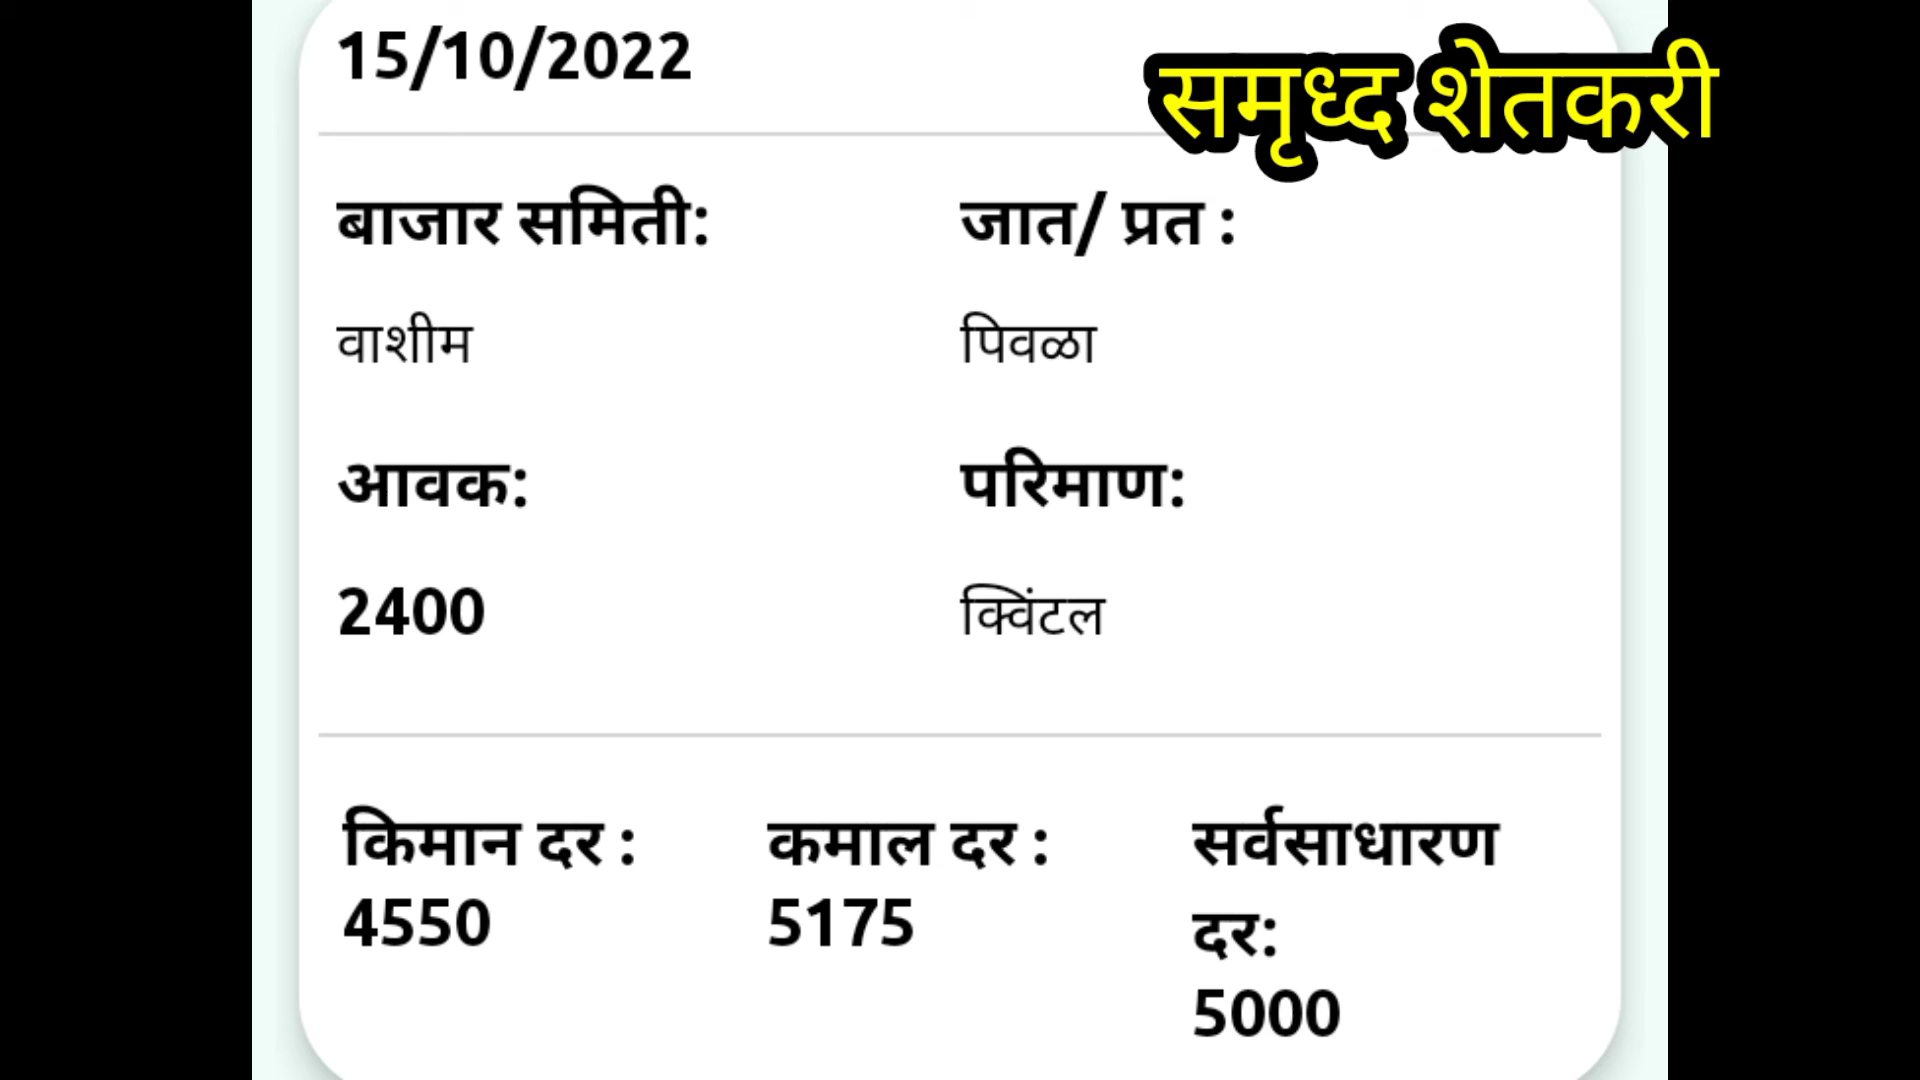 15/10/2022
समृध्द शेतकरी
बाजार समिती: जात/ प्रत :
वाशीम पिवळा
आवक: परिमाण:
2400 क्विंटल
किमान दर : कमाल दर : सर्वसाधारण
4550 5175 दर:
5000